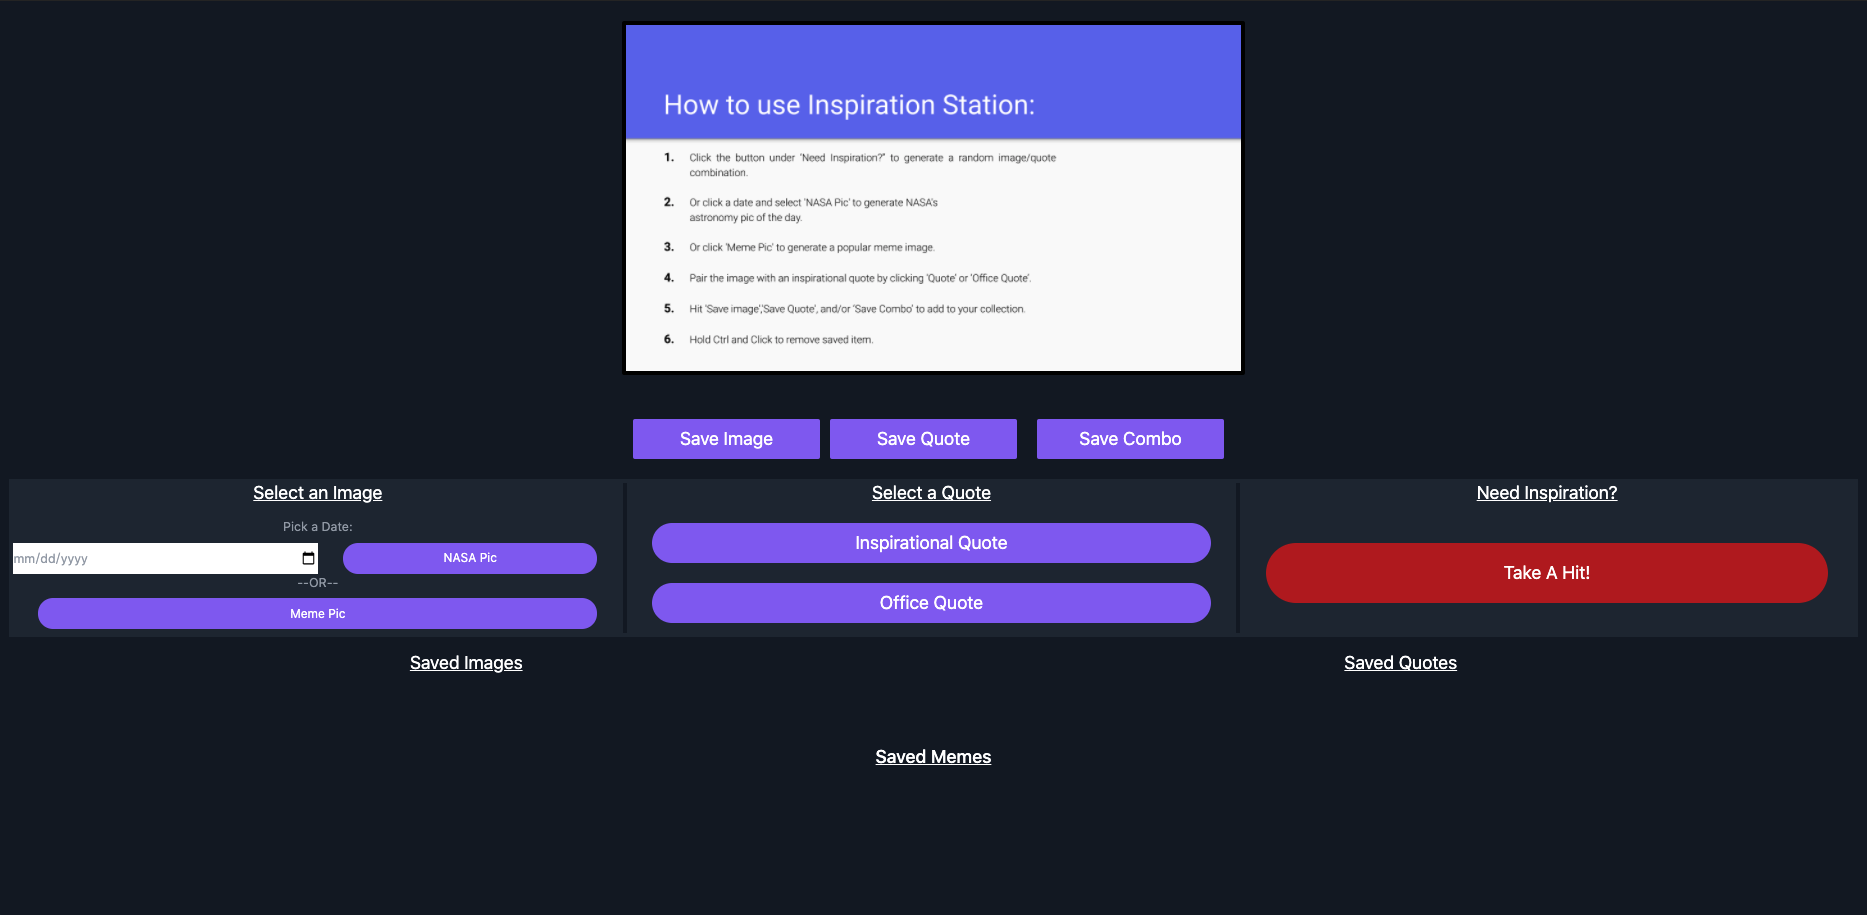 How to use Inspiration Station:
1. Click the button under 'Need Inspiration?" to generate a random image/quote
combination.
2. Or click a date and select 'NASA Pic' to generate NASA's
astronomy pic of the day.
3. Or click 'Meme Pic' to generate a popular meme image.
4. Pair the image with an inspirational quote by clicking 'Quote' or 'Office Quote'.
5. Hit 'Save image','Save Quote', and/or 'Save Combo' to add to your collection.
6. Hold Ctrl and Click to remove saved item.
Save Image Save Quote Save Combo
Select an Image
Pick a Date:
mm/dd/yyyy NASA Pic
--OR--
Meme Pic
Select a Quote
Inspirational Quote
Office Quote
Need Inspiration?
Take A Hit!
Saved Images Saved Quotes
Saved Memes